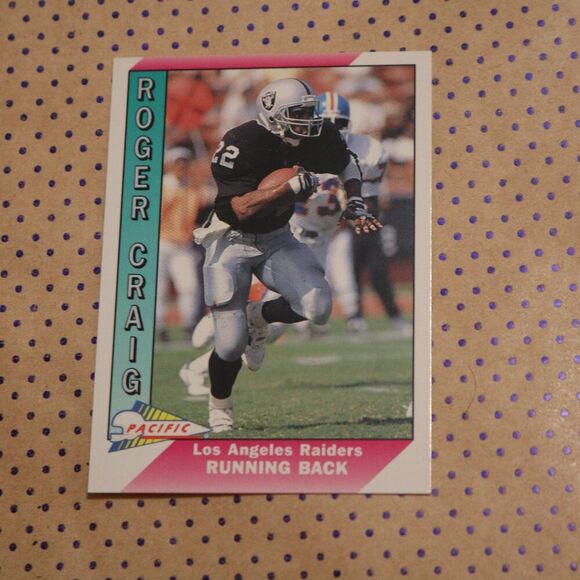 ROGER CRAIG
22
PACIFIC
Los Angeles Raiders
RUNNING BACK